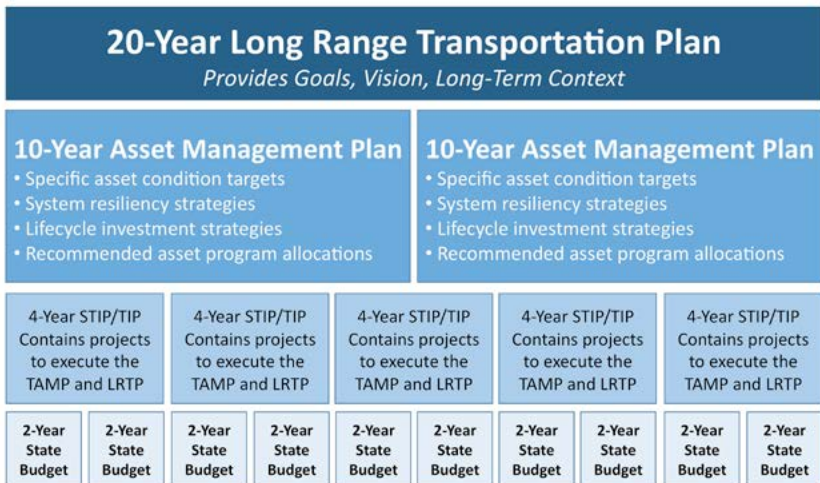 20-Year Long Range Transportation Plan
Provides Goals, Vision, Long-Term Context
10-Year Asset Management Plan
• Specific asset condition targets
• System resiliency strategies
• Lifecycle investment strategies
• Recommended asset program allocations
10-Year Asset Management Plan
• Specific asset condition targets
• System resiliency strategies
• Lifecycle investment strategies
• Recommended asset program allocations
4-Year STIP/TIP
Contains projects
to execute the
TAMP and LRTP
4-Year STIP/TIP
Contains projects
to execute the
TAMP and LRTP
4-Year STIP/TIP
Contains projects
to execute the
TAMP and LRTP
4-Year STIP/TIP
Contains projects
to execute the
TAMP and LRTP
4-Year STIP/TIP
Contains projects
to execute the
TAMP and LRTP
2-Year
State
Budget
2-Year
State
Budget
2-Year
State
Budget
2-Year
State
Budget
2-Year
State
Budget
2-Year
State
Budget
2-Year
State
Budget
2-Year
State
Budget
2-Year
State
Budget
2-Year
State
Budget